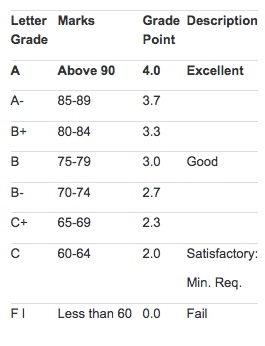 Letter Marks Grade Description
Grade Point
A Above 90 4.0 Excellent
A- 85-89 3.7
B+ 80-84 3.3
B 75-79 3.0 Good
B- 70-74 2.7
C+ 65-69 2.3
C 60-64 2.0 Satisfactory:
Min. Req.
F I Less than 60 0.0 Fail